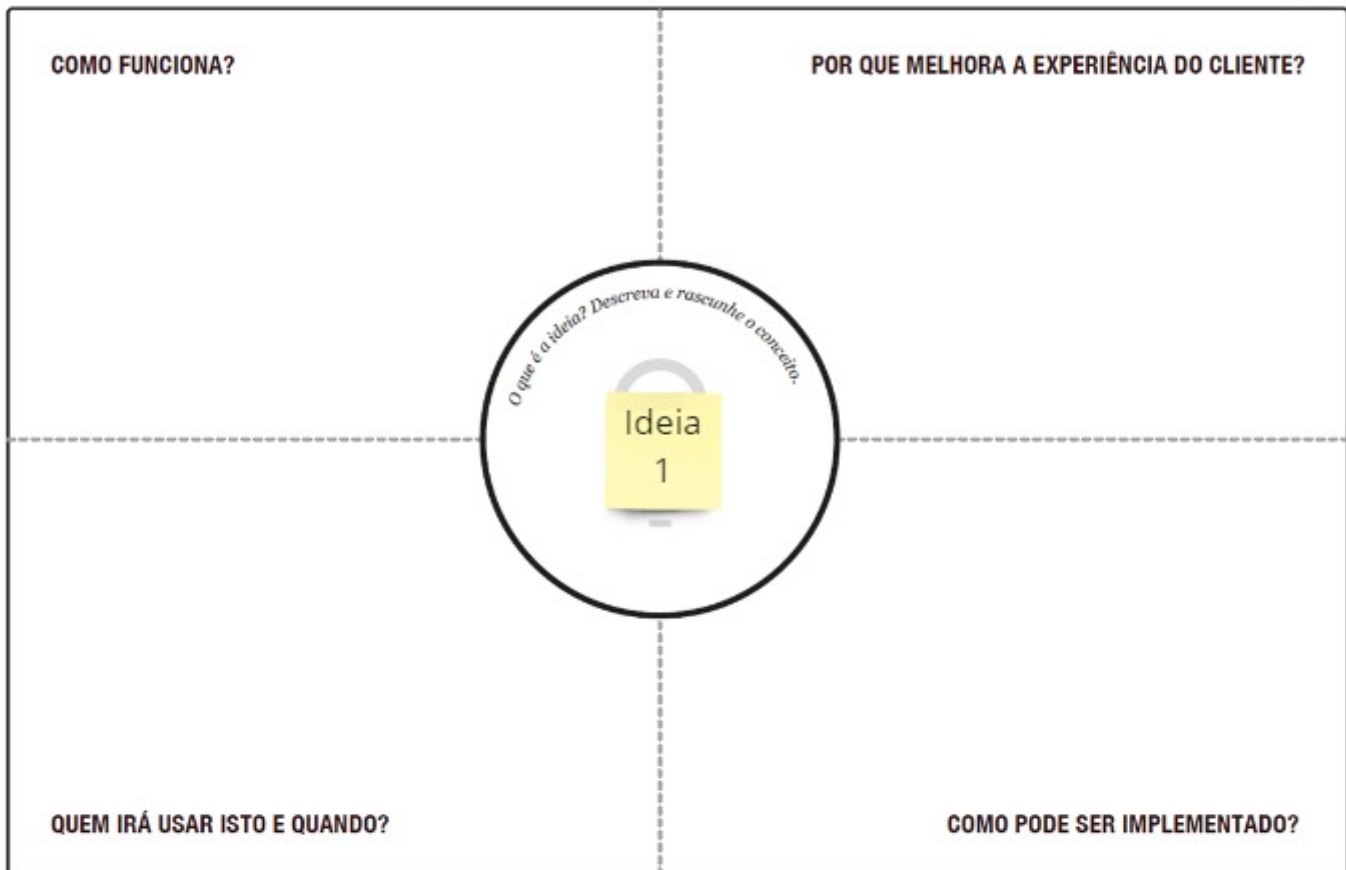 COMO FUNCIONA?
POR QUE MELHORA A EXPERIÊNCIA DO CLIENTE?
O que é a ideia? Descreva e rascunhe o conceito.
Ideia
1
QUEM IRÁ USAR ISTO E QUANDO?
COMO PODE SER IMPLEMENTADO?